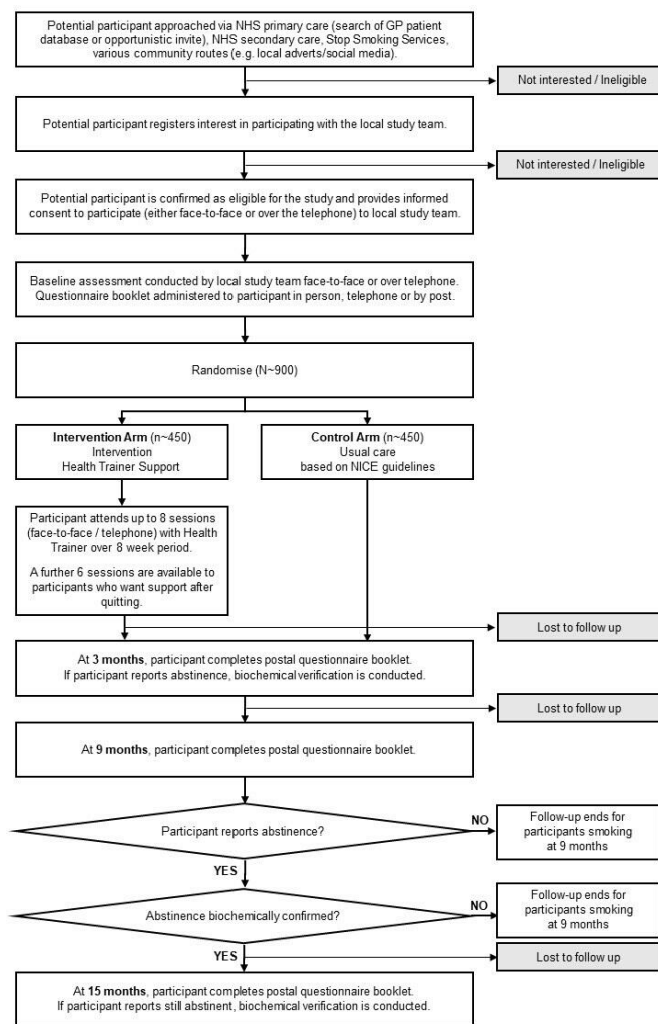 Potential participant approached via NHS primary care (search of GP patient
database or opportunistic invite), NHS secondary care, Stop Smoking Services,
various community routes (e.g. local adverts/social media).
Not interested / Ineligible
Potential participant registers interest in participating with the local study team.
Not interested / Ineligible
Potential participant is confirmed as eligible for the study and provides informed
consent to participate (either face-to-face or over the telephone) to local study team.
Baseline assessment conducted by local study team face-to-face or over telephone.
Questionnaire booklet administered to participant in person, telephone or by post.
Randomise (N~900)
Intervention Arm (n~450)
Intervention
Health Trainer Support
Control Arm (n~450)
Usual care
based on NICE guidelines
Participant attends up to 8 sessions
(face-to-face / telephone) with Health
Trainer over 8 week period.
A further 6 sessions are available to
participants who want support after
quitting.
Lost to follow up
At 3 months, participant completes postal questionnaire booklet.
If participant reports abstinence, biochemical verification is conducted.
Lost to follow up
At 9 months, participant completes postal questionnaire booklet.
Participant reports abstinence?
NO
Follow-up ends for
participants smoking
at 9 months
YES
Abstinence biochemically confirmed?
NO
Follow-up ends for
participants smoking
at 9 months
YES
Lost to follow up
At 15 months, participant completes postal questionnaire booklet.
If participant reports still abstinent, biochemical verification is conducted.